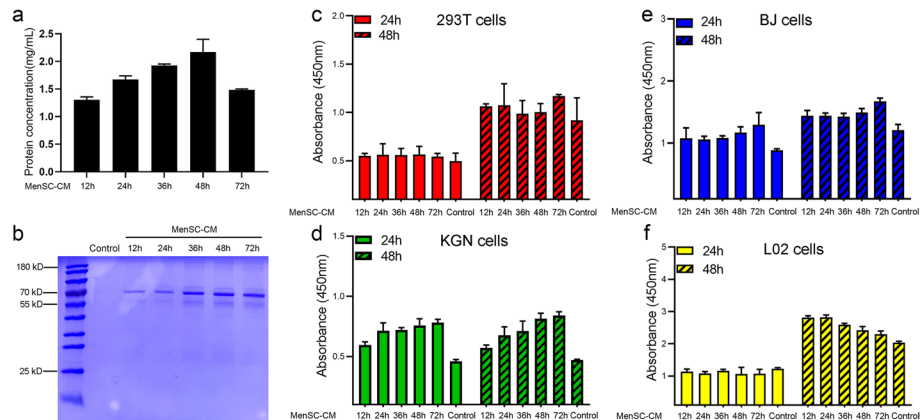 a
Protein concentration(mg/mL)
2.5
2.0
1.5
1.0
0.5
0.0
MenSC-CM 12h 24h 36h 48h 72h
b
MenSC-CM
Control 12h 24h 36h 48h 72h
180 kD
70 kD
55 kD
25 kD
c
293T cells
24h
48h
Absorbance (450nm)
2.0
1.5
1.0
0.5
MenSC-CM 12h 24h 36h 48h 72h Control 12h 24h 36h 48h 72h Control
d
KGN cells
24h
48h
Absorbance (450nm)
1.5
1.0
0.5
MenSC-CM 12h 24h 36h 48h 72h Control 12h 24h 36h 48h 72h Control
e
BJ cells
24h
48h
Absorbance (450nm)
3
2
1
MenSC-CM 12h 24h 36h 48h 72h Control 12h 24h 36h 48h 72h Control
f
L02 cells
24h
48h
Absorbance (450nm)
5
4
3
2
1
MenSC-CM 12h 24h 36h 48h 72h Control 12h 24h 36h 48h 72h Control